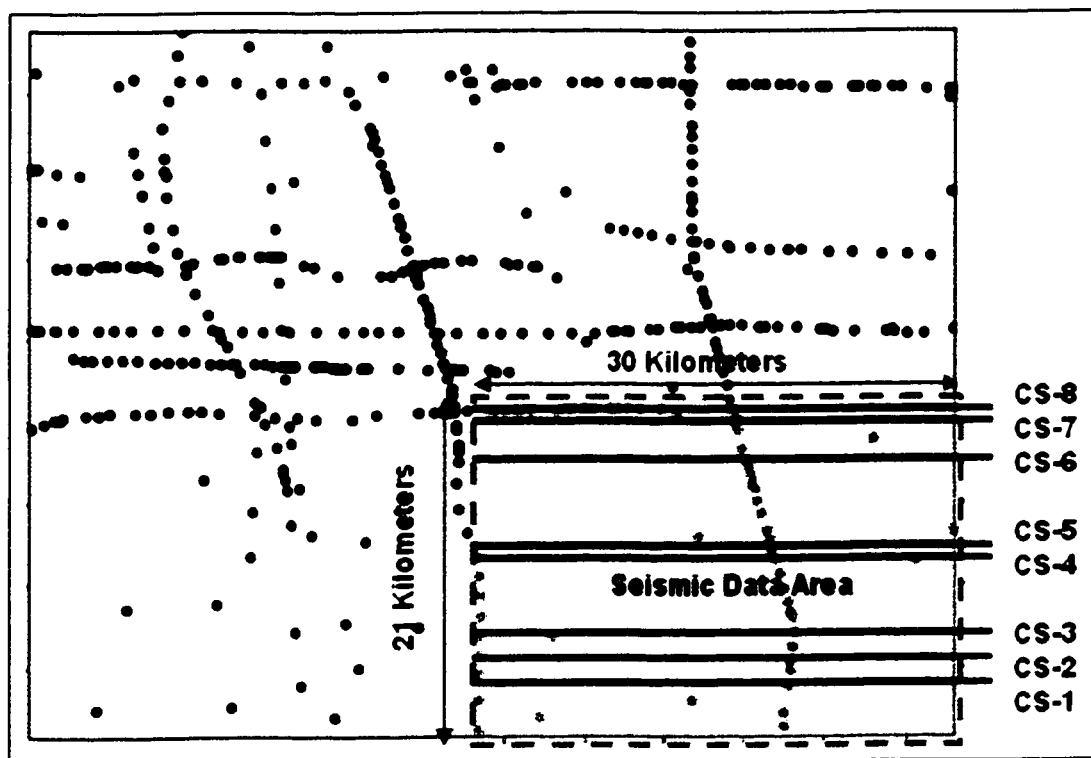 30 Kilometers
CS-8
CS-7
CS-6
CS-5
CS-4
Seismic Data Area
21 Kilometers
CS-3
CS-2
CS-1